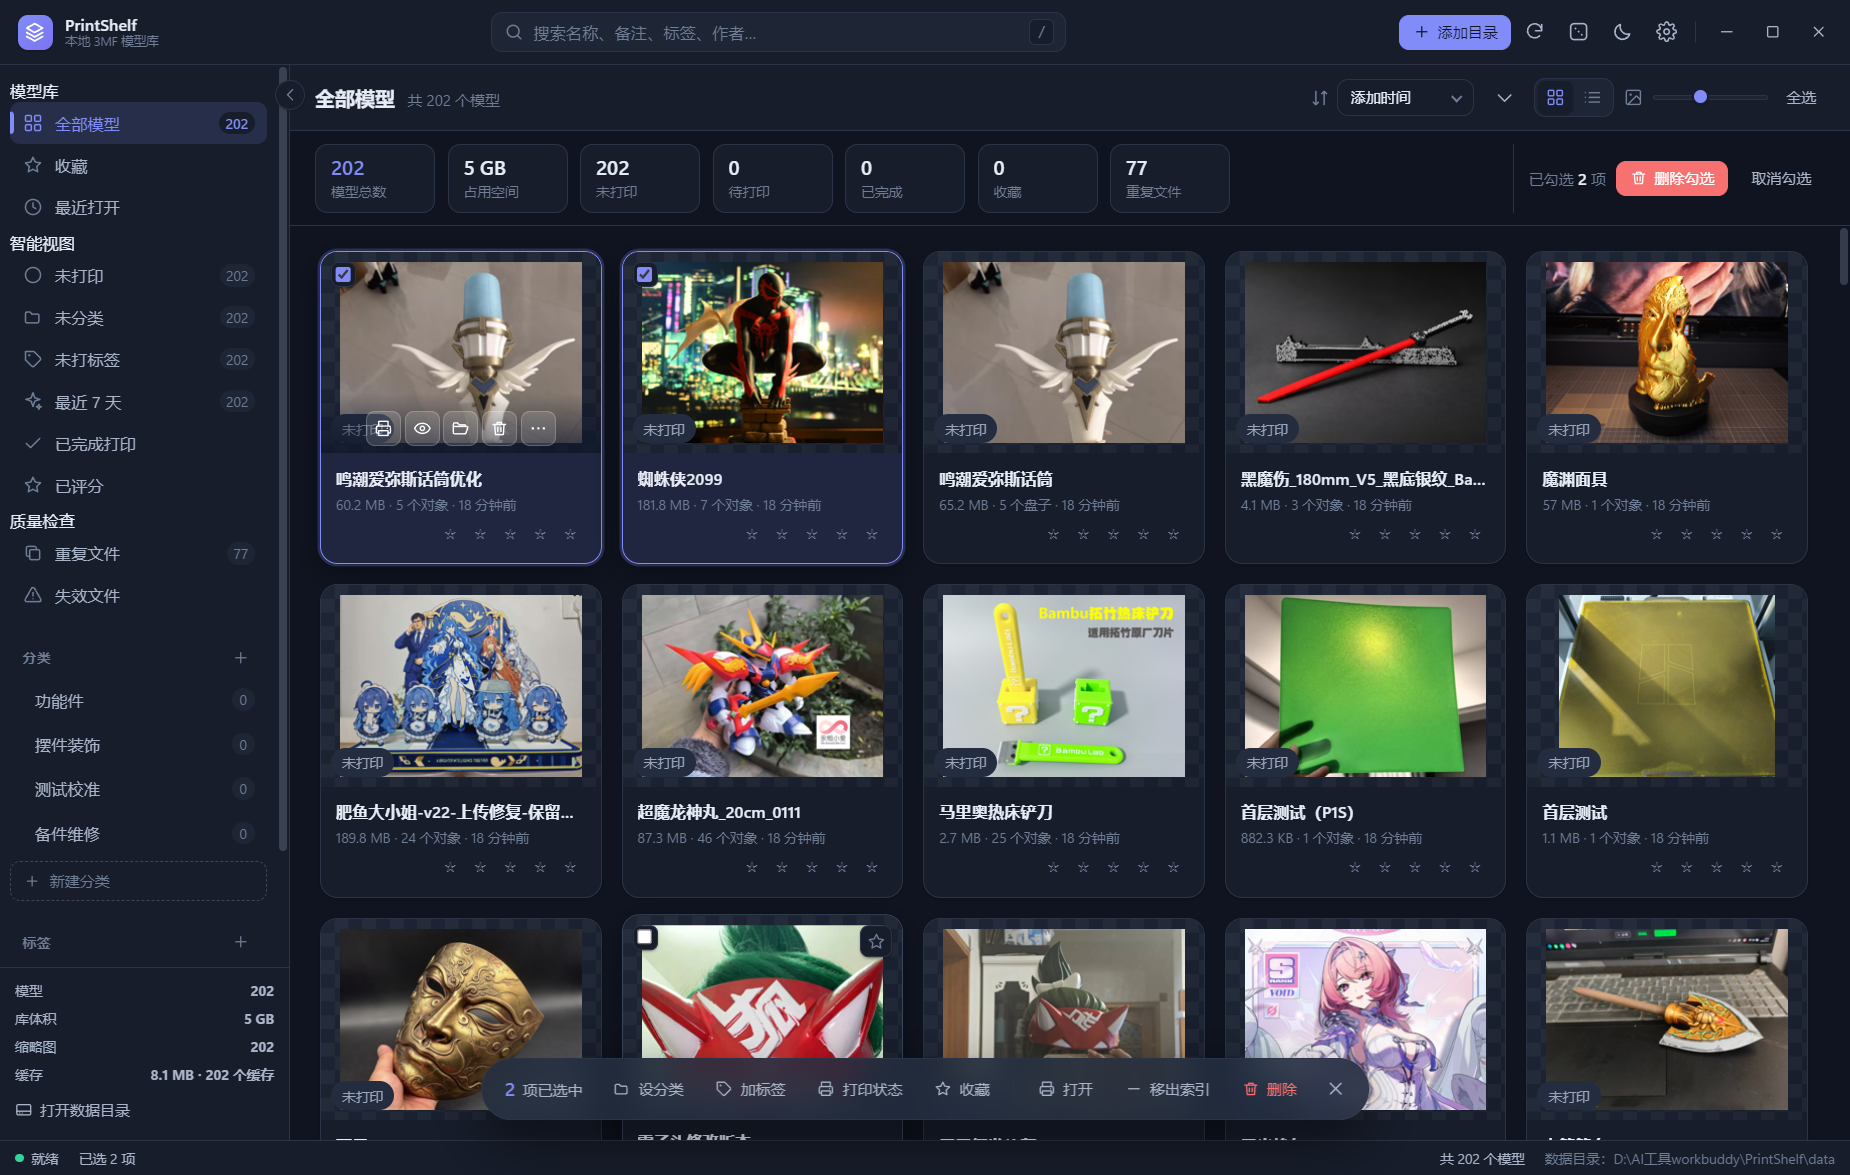 PrintShelf
本地 3MF 模型库
搜索名称、备注、标签、作者...
/
添加目录
模型库
全部模型
202
收藏
最近打开
智能视图
未打印
202
未分类
202
未打标签
202
最近 7 天
202
已完成打印
已评分
质量检查
重复文件
77
失效文件
分类
功能件
0
摆件装饰
0
测试校准
0
备件维修
0
新建分类
标签
模型
202
库体积
5 GB
缩略图
202
缓存
8.1 MB · 202 个缓存
打开数据目录
全部模型
共 202 个模型
添加时间
全选
202
模型总数
5 GB
占用空间
202
未打印
0
待打印
0
已完成
0
收藏
77
重复文件
已勾选 2 项
删除勾选
取消勾选
鸣潮爱弥斯话筒优化
60.2 MB · 5 个对象 · 18 分钟前
未打印
蜘蛛侠2099
181.8 MB · 7 个对象 · 18 分钟前
未打印
鸣潮爱弥斯话筒
65.2 MB · 5 个盘子 · 18 分钟前
未打印
黑魔伤_180mm_V5_黑底银纹_Ba...
4.1 MB · 3 个对象 · 18 分钟前
未打印
魔渊面具
57 MB · 1 个对象 · 18 分钟前
未打印
肥鱼大小姐-v22-上传修复-保留...
189.8 MB · 24 个对象 · 18 分钟前
未打印
超魔龙神丸_20cm_0111
87.3 MB · 46 个对象 · 18 分钟前
Bambu拓竹热床铲刀
适用拓竹原厂刀片
Bambu Lab
未打印
马里奥热床铲刀
2.7 MB · 25 个对象 · 18 分钟前
未打印
首层测试（P1S）
882.3 KB · 1 个对象 · 18 分钟前
未打印
首层测试
1.1 MB · 1 个对象 · 18 分钟前
未打印
S
RANK
VOID
未打印
2 项已选中
设分类
加标签
打印状态
收藏
打开
移出索引
删除
就绪
已选 2 项
共 202 个模型
数据目录：D:\AI工具workbuddy\PrintShelf\data